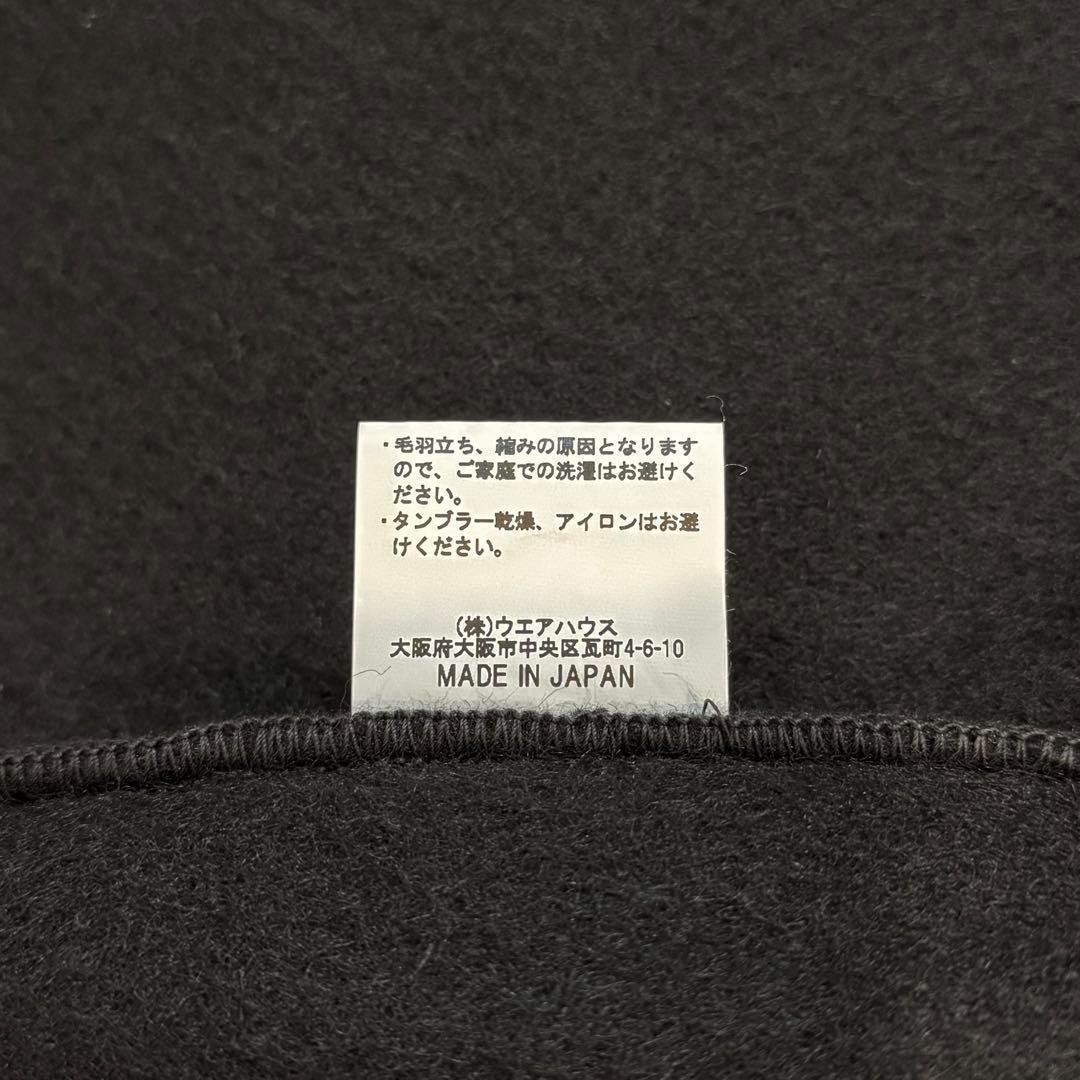 ・毛羽立ち、縮みの原因となります
ので、ご家庭での洗濯はお避けく
ださい。
・タンブラー乾燥、アイロンはお避
けください。
(株)ウエアハウス
大阪府大阪市中央区瓦町4-6-10
MADE IN JAPAN